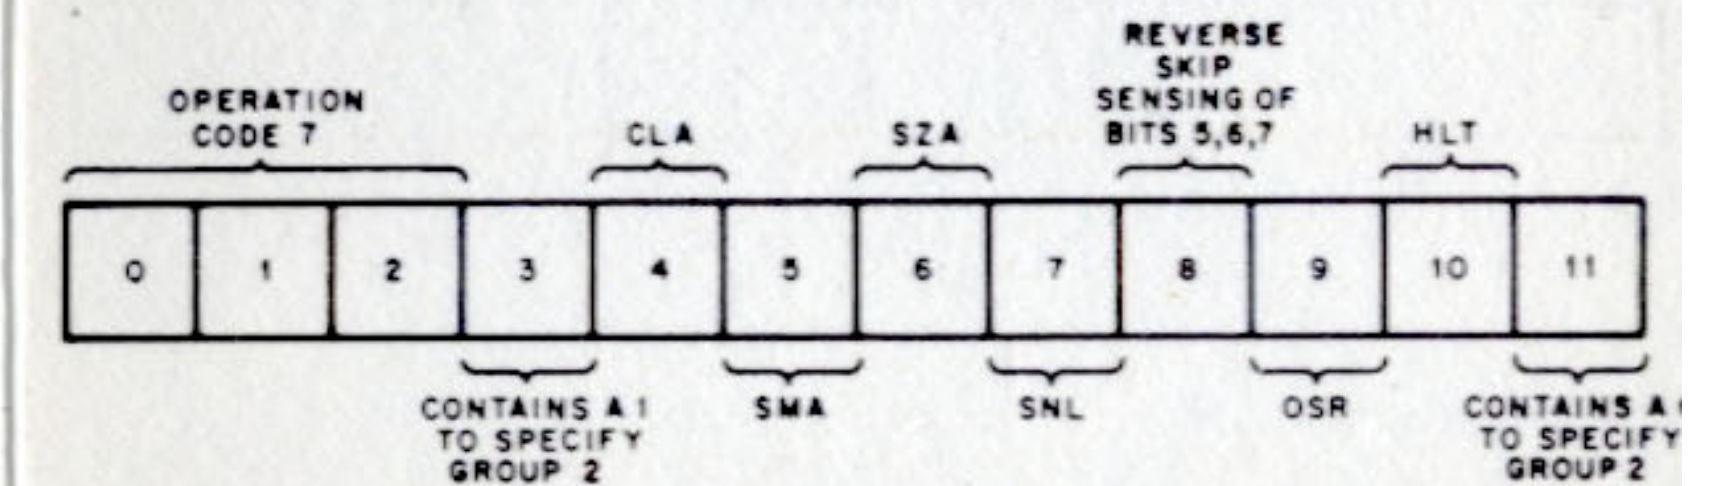 OPERATION
CODE 7
CLA
SZA
REVERSE
SKIP
SENSING OF
BITS 5,6,7
HLT
0 1 2 3 4 5 6 7 8 9 10 11
CONTAINS A 1
TO SPECIFY
GROUP 2
SMA
SNL
OSR
CONTAINS A
TO SPECIFY
GROUP 2